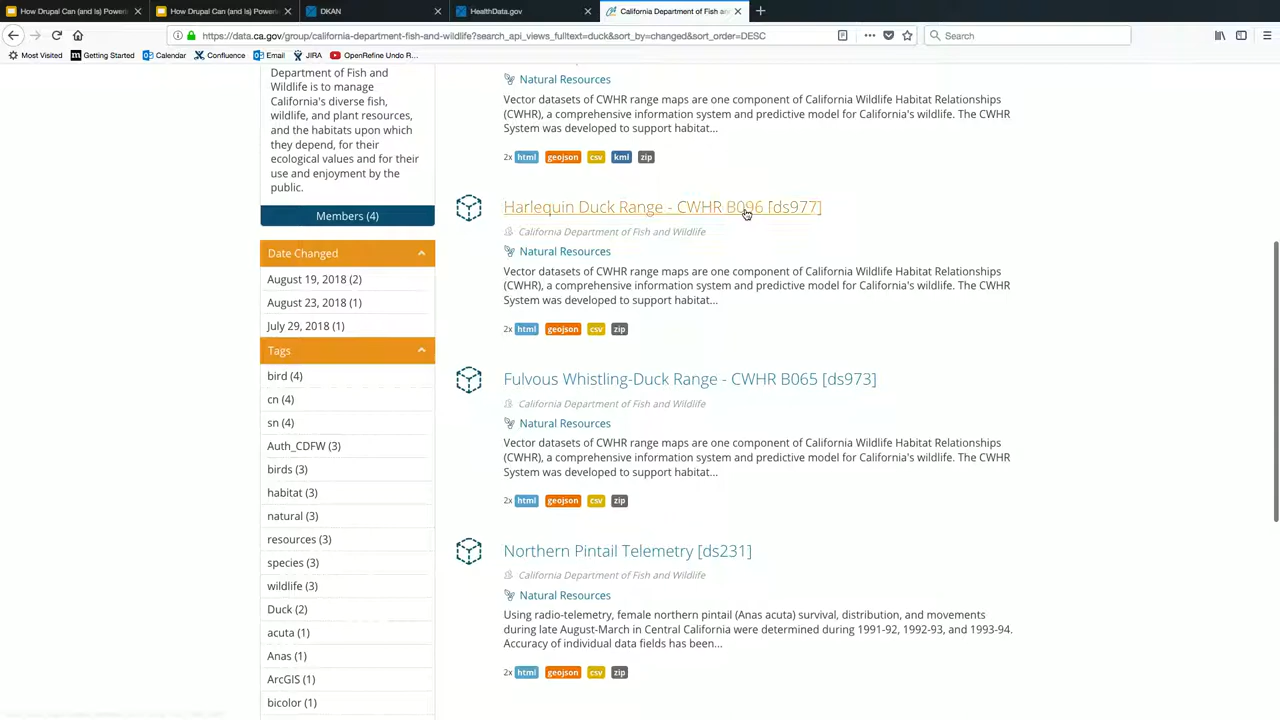 How Drupal Can (and Is) Powerin
How Drupal Can (and Is) Powerin
DKAN
HealthData.gov
California Department of Fish an
https://data.ca.gov/group/california-department-fish-and-wildlife?search_api_views_fulltext=duck&sort_by=changed&sort_order=DESC
Search
Most Visited
Getting Started
Calendar
Confluence
Email
JIRA
OpenRefine Undo R...
Department of Fish and
Wildlife is to manage
California's diverse fish,
wildlife, and plant resources,
and the habitats upon which
they depend, for their
ecological values and for their
use and enjoyment by the
public.
Members (4)
Date Changed
August 19, 2018 (2)
August 23, 2018 (1)
July 29, 2018 (1)
Tags
bird (4)
cn (4)
sn (4)
Auth_CDFW (3)
birds (3)
habitat (3)
natural (3)
resources (3)
species (3)
wildlife (3)
Duck (2)
acuta (1)
Anas (1)
ArcGIS (1)
bicolor (1)
Natural Resources
Vector datasets of CWHR range maps are one component of California Wildlife Habitat Relationships
(CWHR), a comprehensive information system and predictive model for California's wildlife. The CWHR
System was developed to support habitat...
2x html geojson csv kml zip
Harlequin Duck Range - CWHR B096 [ds977]
California Department of Fish and Wildlife
Natural Resources
Vector datasets of CWHR range maps are one component of California Wildlife Habitat Relationships
(CWHR), a comprehensive information system and predictive model for California's wildlife. The CWHR
System was developed to support habitat...
2x html geojson csv zip
Fulvous Whistling-Duck Range - CWHR B065 [ds973]
California Department of Fish and Wildlife
Natural Resources
Vector datasets of CWHR range maps are one component of California Wildlife Habitat Relationships
(CWHR), a comprehensive information system and predictive model for California's wildlife. The CWHR
System was developed to support habitat...
2x html geojson csv zip
Northern Pintail Telemetry [ds231]
California Department of Fish and Wildlife
Natural Resources
Using radio-telemetry, female northern pintail (Anas acuta) survival, distribution, and movements
during late August-March in Central California were determined during 1991-92, 1992-93, and 1993-94.
Accuracy of individual data fields has been...
2x html geojson csv zip